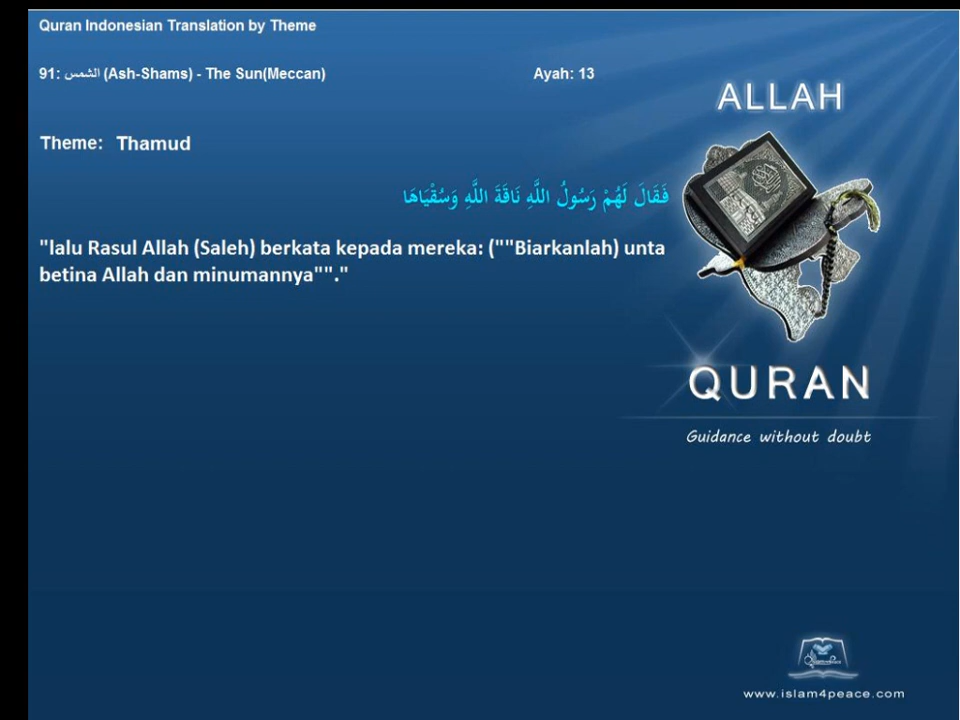 Quran Indonesian Translation by Theme
91: الشمس (Ash-Shams) - The Sun(Meccan) Ayah: 13
ALLAH
Theme: Thamud
فَقَالَ لَهُمْ رَسُولُ اللَّهِ نَاقَةَ اللَّهِ وَسُقْيَاهَا
"lalu Rasul Allah (Saleh) berkata kepada mereka: (""Biarkanlah) unta
betina Allah dan minumannya""."
QURAN
Guidance without doubt
www.islam4peace.com